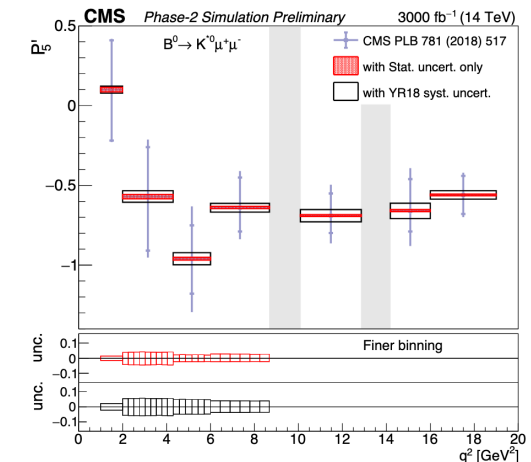 CMS Phase-2 Simulation Preliminary 3000 fb⁻¹ (14 TeV)
P₅'
B⁰→ K*⁰μ⁺μ⁻
CMS PLB 781 (2018) 517
with Stat. uncert. only
with YR18 syst. uncert.
0.5
0
−0.5
−1
unc.
0.1
0
−0.1
Finer binning
unc.
0.1
0
−0.1
0 2 4 6 8 10 12 14 16 18 20
q² [GeV²]